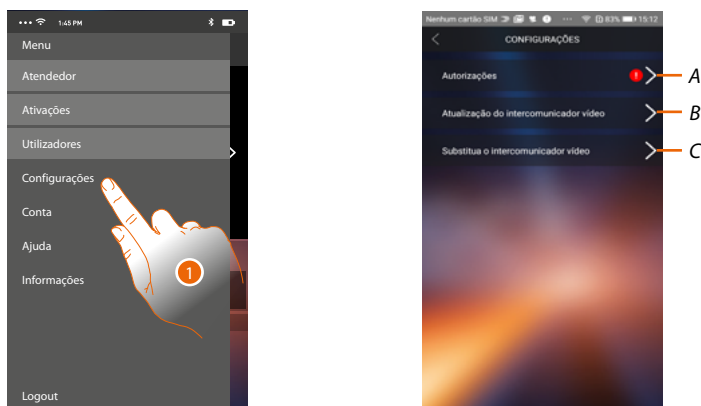 1:45 PM
Menu
Atendedor
Ativações
Utilizadores
Configurações
Conta
Ajuda
Informações
Logout
1
Nenhum cartão SIM 83% 15:12
CONFIGURAÇÕES
Autorizações
A
Atualização do intercomunicador vídeo
B
Substitua o intercomunicador vídeo
C